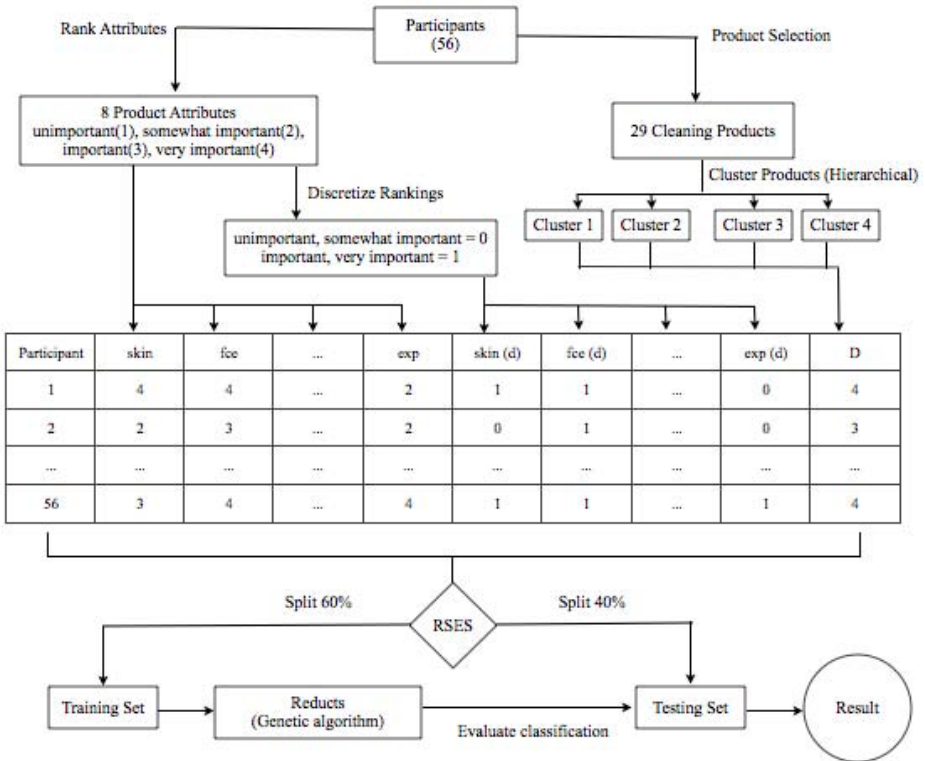 Rank Attributes
Participants
(56)
Product Selection
8 Product Attributes
unimportant(1), somewhat important(2),
important(3), very important(4)
29 Cleaning Products
Cluster Products (Hierarchical)
Discretize Rankings
Cluster 1
Cluster 2
Cluster 3
Cluster 4
unimportant, somewhat important = 0
important, very important = 1
Participant skin fce ... exp skin (d) fce (d) ... exp (d) D
1 4 4 ... 2 1 1 ... 0 4
2 2 3 ... 2 0 1 ... 0 3
... ... ... ... ... ... ... ... ... ...
56 3 4 ... 4 1 1 ... 1 4
Split 60%
Split 40%
RSES
Training Set
Reducts
(Genetic algorithm)
Evaluate classification
Testing Set
Result